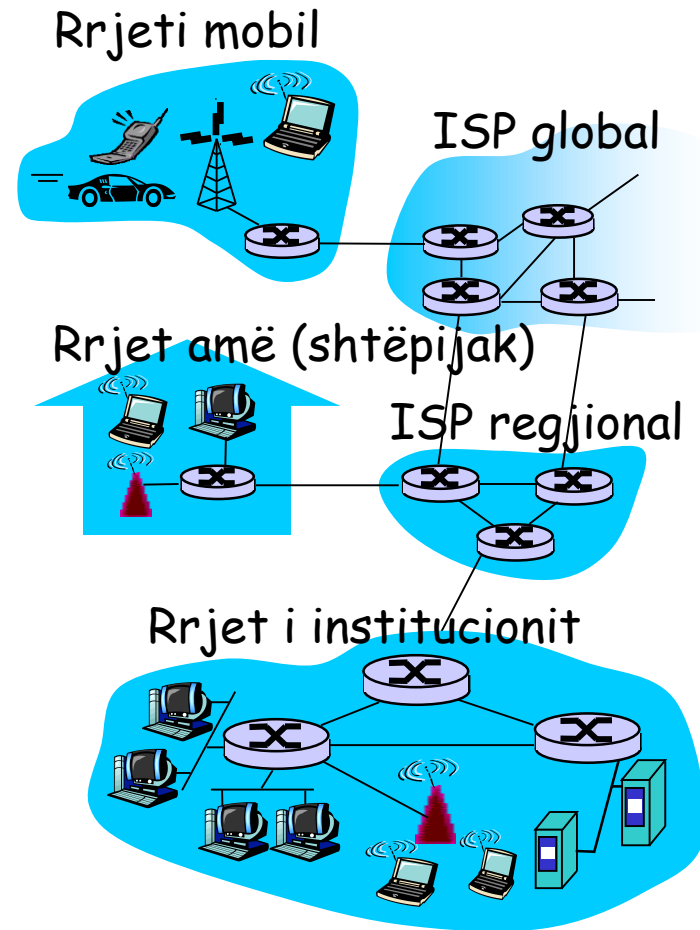 Rrjeti mobil
ISP global
Rrjet amë (shtëpijak)
ISP regjional
Rrjet i institucionit